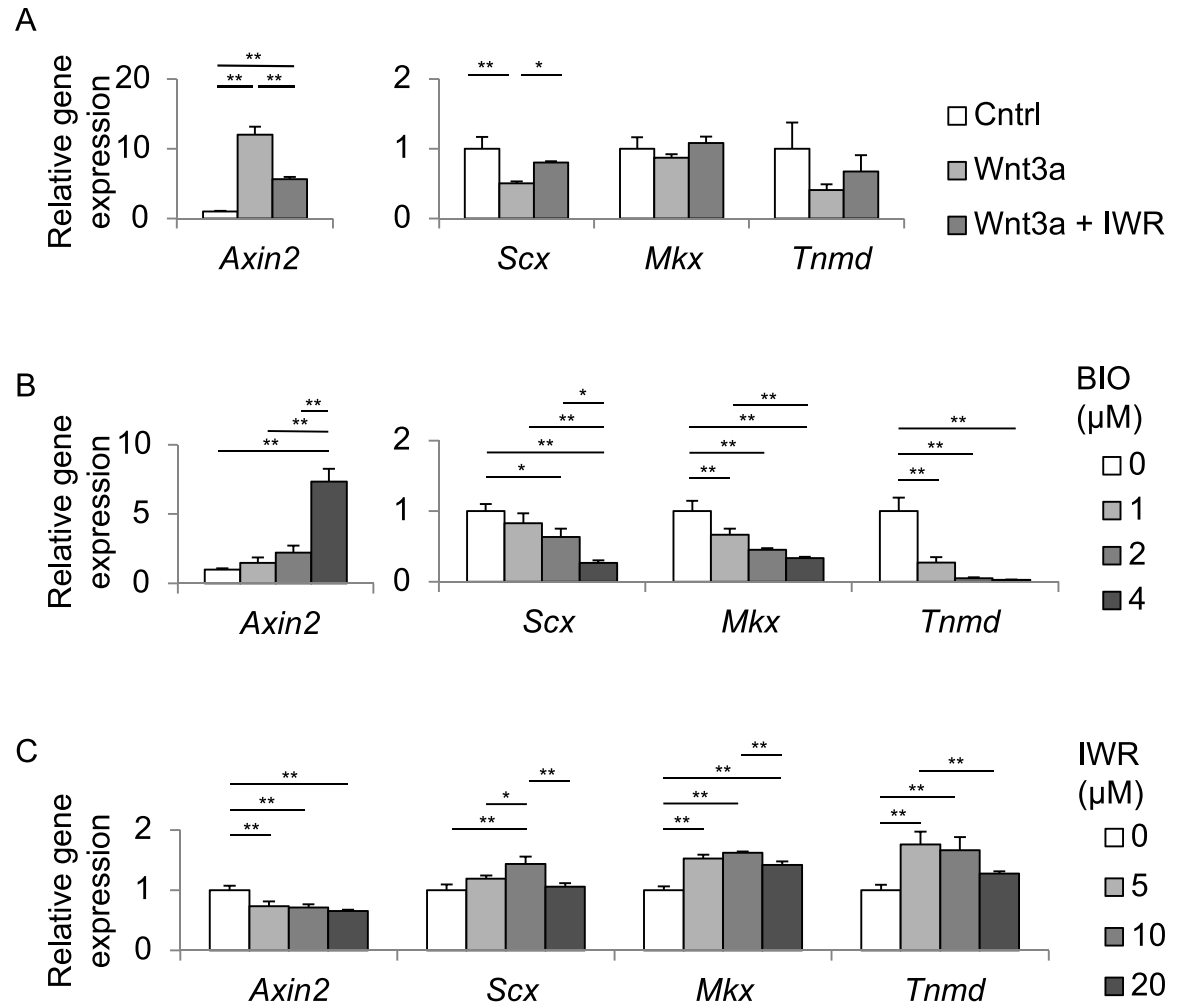 A
Relative gene
expression
20
10
0
**
**
**
Axin2
2
1
0
**
*
Scx
Mkx
Tnmd
Cntrl
Wnt3a
Wnt3a + IWR
B
Relative gene
expression
10
5
0
**
**
**
Axin2
2
1
0
*
**
**
*
Scx
**
**
**
**
Mkx
**
**
**
Tnmd
BIO
(µM)
0
1
2
4
C
Relative gene
expression
2
1
0
**
**
**
Axin2
**
*
**
Scx
**
**
**
**
Mkx
**
**
**
Tnmd
IWR
(µM)
0
5
10
20